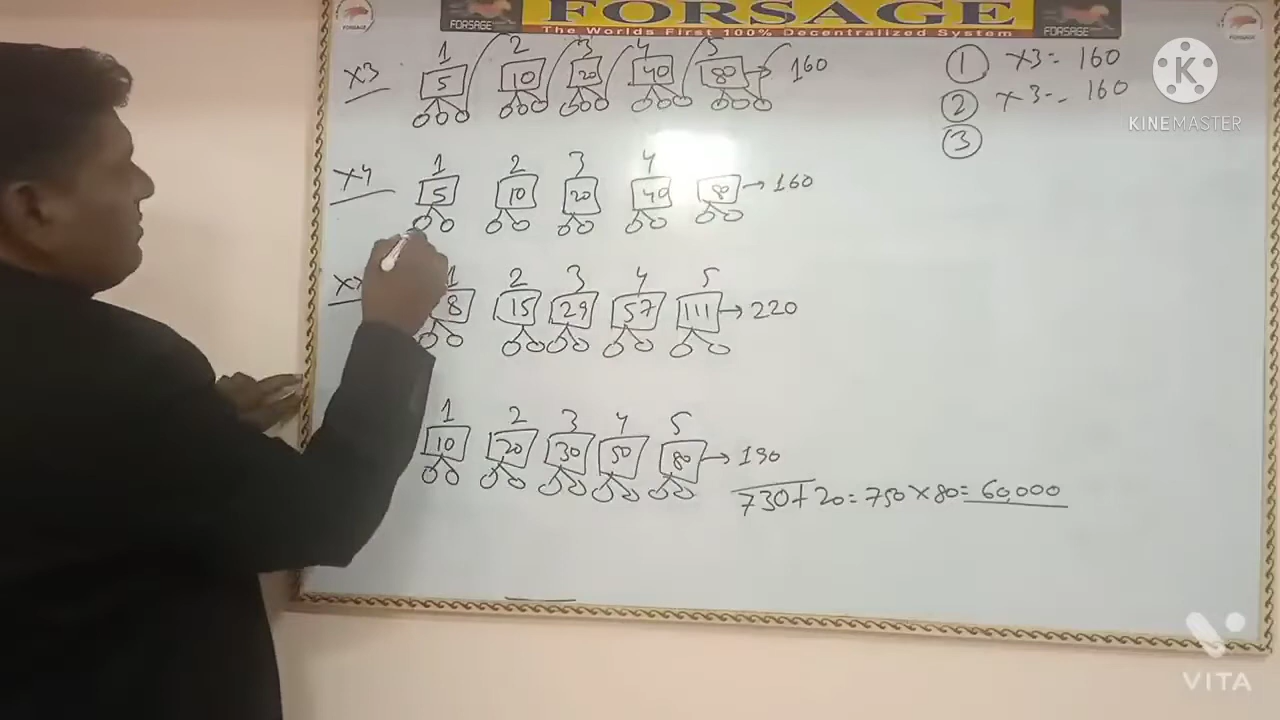 FORSAGE
FORSAGE
FORSAGE
The Worlds First 100% Decentralized System
X3
1 2 3 4 5
5 10 20 40 80 160
X4
1 2 3 4
5 10 20 40 80 → 160
1 2 3 4 5
8 15 29 57 111 → 220
1 2 3 4 5
10 20 30 50 80 → 190
730+20=750×80=60,000
1 X3- 160
2 X3-- 160
3
K
KINEMASTER
VITA